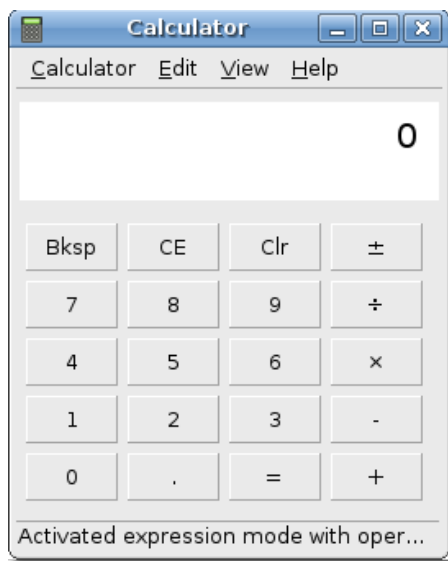 Calculator
Calculator Edit View Help
0
Bksp CE Clr ±
7 8 9 ÷
4 5 6 ×
1 2 3 -
0 . = +
Activated expression mode with oper...